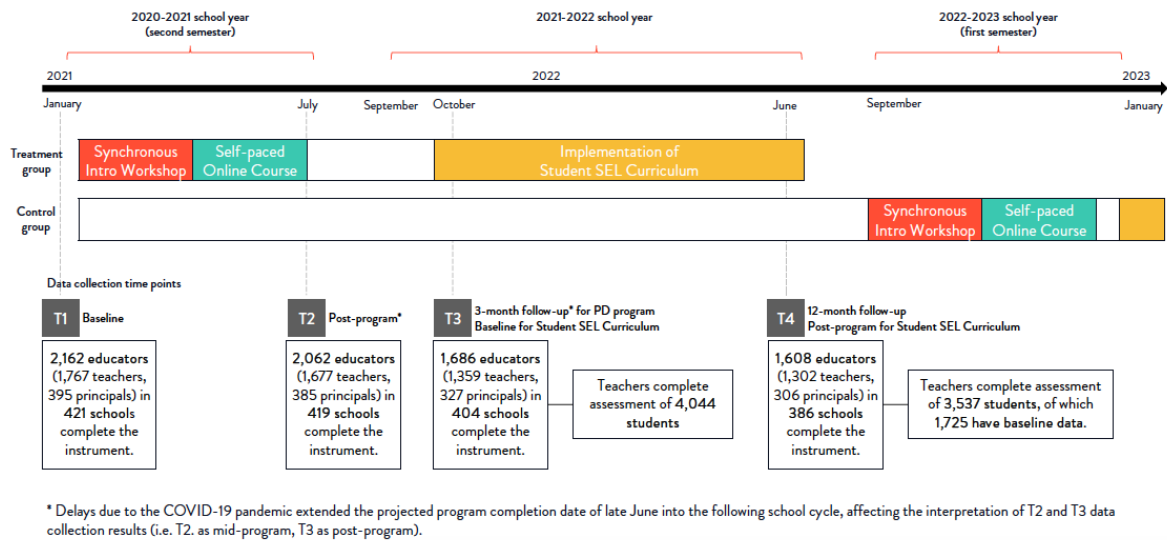 2020-2021 school year
(second semester)
2021-2022 school year
2022-2023 school year
(first semester)
2021
2022
2023
January
July
September
October
June
September
January
Treatment
group
Synchronous
Intro Workshop
Self-paced
Online Course
Implementation of
Student SEL Curriculum
Control
group
Synchronous
Intro Workshop
Self-paced
Online Course
Data collection time points
T1
Baseline
T2
Post-program*
T3
3-month follow-up* for PD program
Baseline for Student SEL Curriculum
T4
12-month follow-up
Post-program for Student SEL Curriculum
2,162 educators
(1,767 teachers,
395 principals) in
421 schools
complete the
instrument.
2,062 educators
(1,677 teachers,
385 principals) in
419 schools
complete the
instrument.
1,686 educators
(1,359 teachers,
327 principals) in
404 schools
complete the
instrument.
Teachers complete
assessment of 4,044
students
1,608 educators
(1,302 teachers,
306 principals) in
386 schools
complete the
instrument.
Teachers complete assessment
of 3,537 students, of which
1,725 have baseline data.
* Delays due to the COVID-19 pandemic extended the projected program completion date of late June into the following school cycle, affecting the interpretation of T2 and T3 data
collection results (i.e. T2. as mid-program, T3 as post-program).